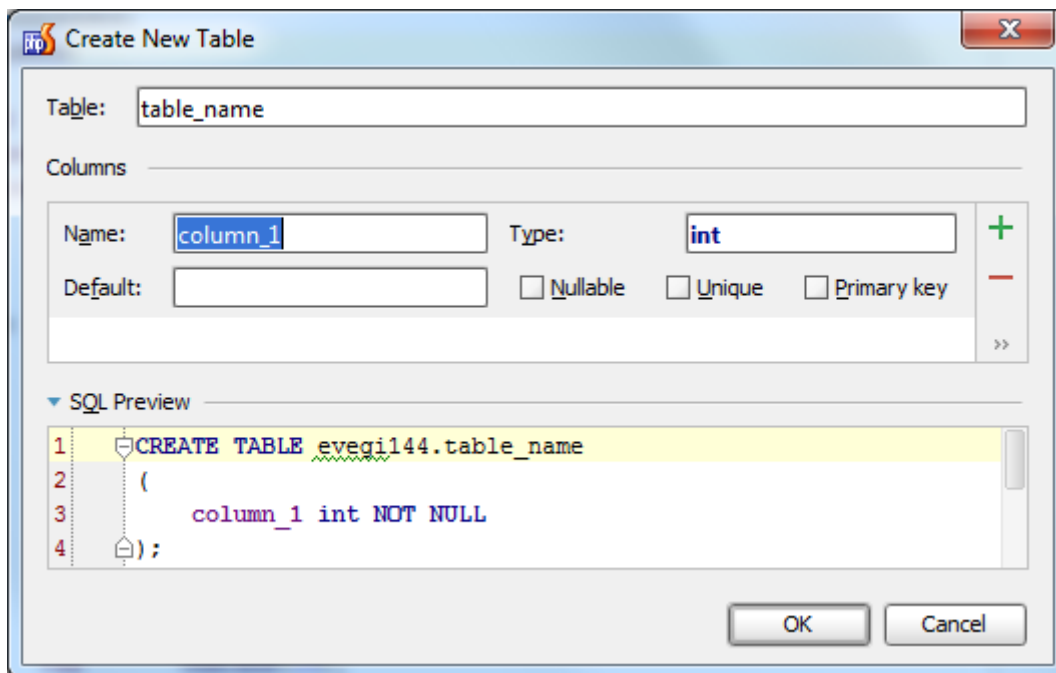 Create New Table
Table: table_name
Columns
Name: column_1 Type: int
Default: Nullable Unique Primary key
SQL Preview
1 CREATE TABLE evegi144.table_name
2 (
3 column_1 int NOT NULL
4 );
OK Cancel